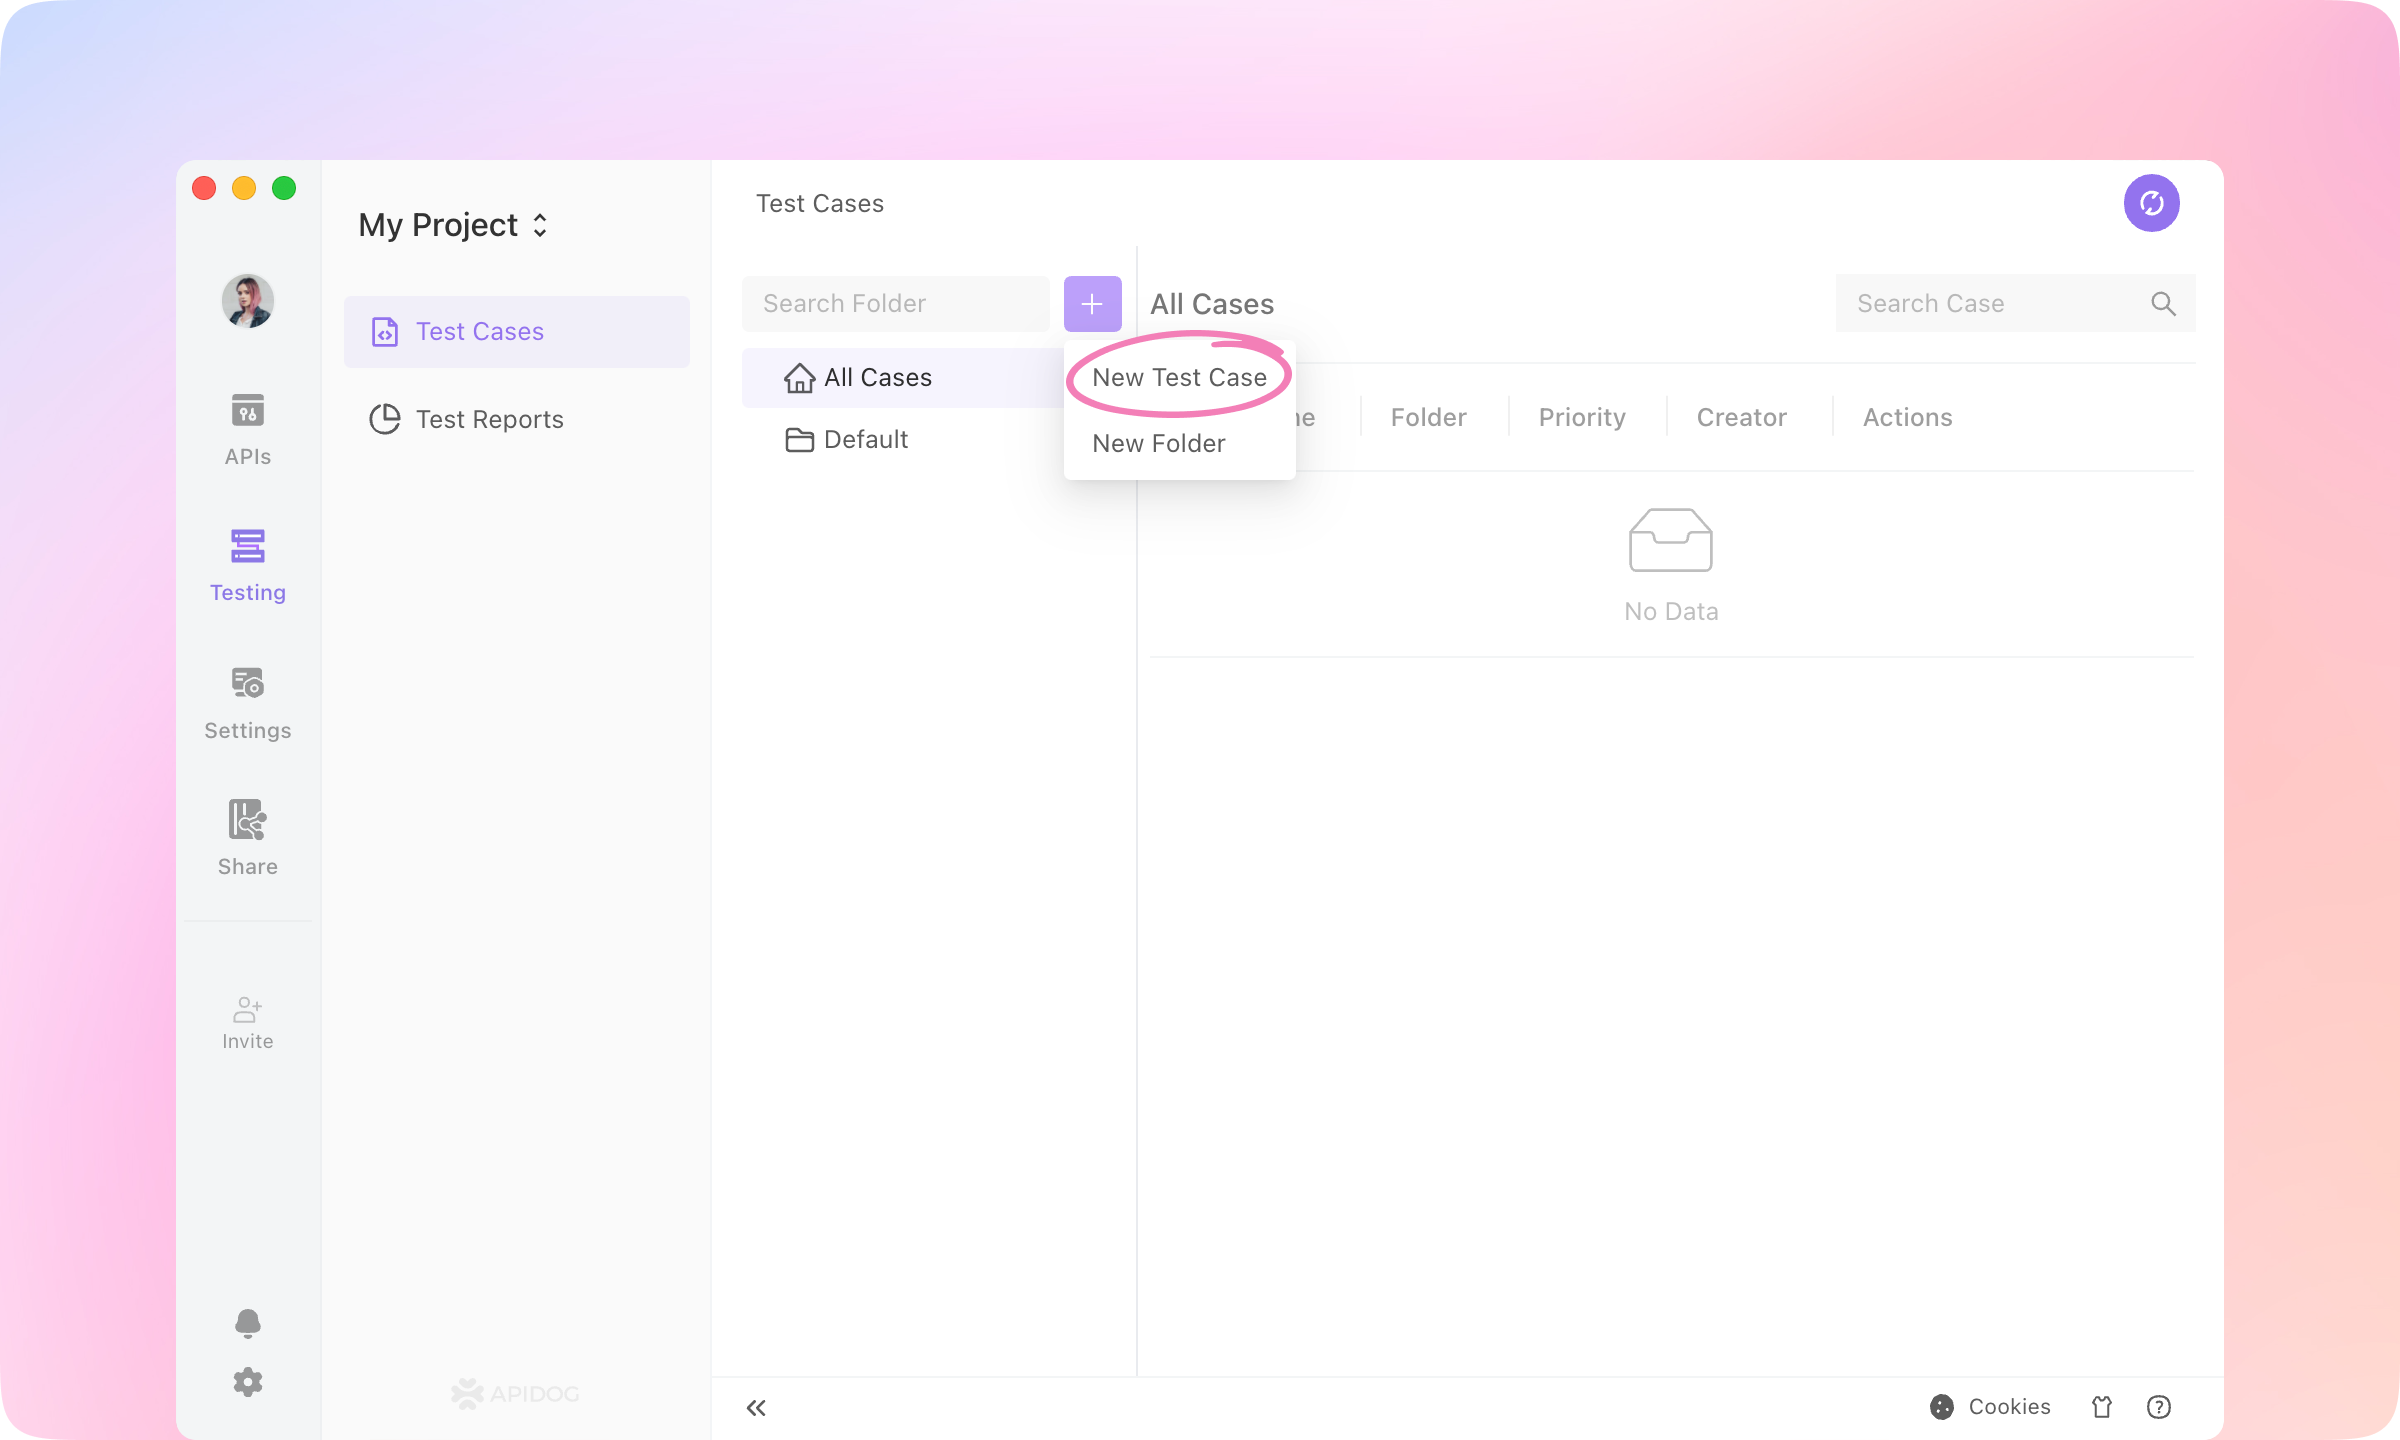 My Project
Test Cases
Test Reports
APIs
Testing
Settings
Share
Invite
APIDOG
Test Cases
Search Folder
All Cases
Default
New Test Case
New Folder
All Cases
Search Case
Folder
Priority
Creator
Actions
No Data
Cookies